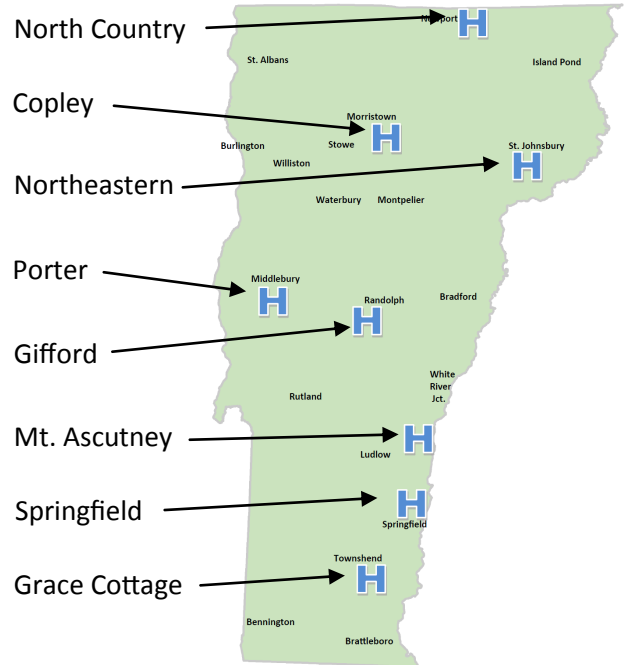 North Country
Newport
H
St. Albans
Island Pond
Copley
Morristown
H
Burlington
Stowe
St. Johnsbury
H
Williston
Northeastern
Waterbury
Montpelier
Porter
Middlebury
H
Randolph
H
Bradford
Gifford
White
River
Jct.
Rutland
Mt. Ascutney
H
Ludlow
Springfield
H
Springfield
Townshend
H
Grace Cottage
Bennington
Brattleboro